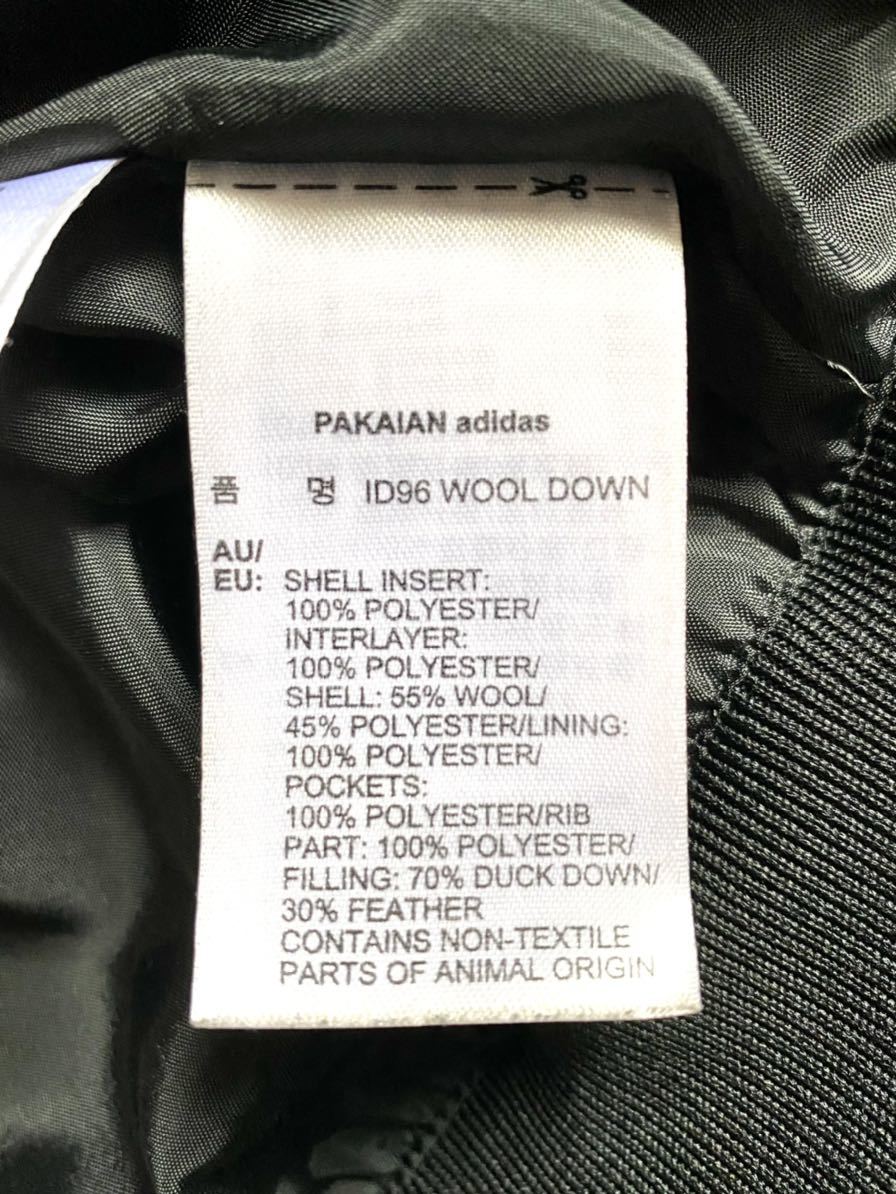 PAKAIAN adidas
품 명 ID96 WOOL DOWN
AU/
EU: SHELL INSERT:
100% POLYESTER/
INTERLAYER:
100% POLYESTER/
SHELL: 55% WOOL/
45% POLYESTER/LINING:
100% POLYESTER/
POCKETS:
100% POLYESTER/RIB
PART: 100% POLYESTER/
FILLING: 70% DUCK DOWN/
30% FEATHER
CONTAINS NON-TEXTILE
PARTS OF ANIMAL ORIGIN